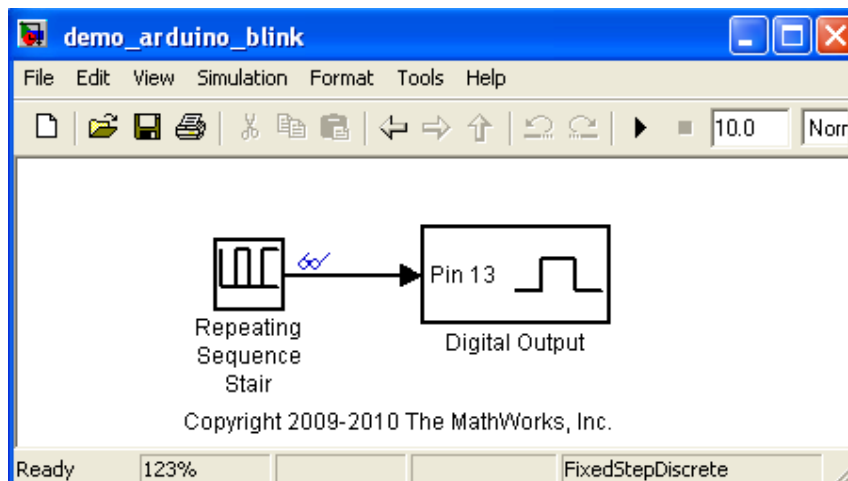 demo_arduino_blink
File Edit View Simulation Format Tools Help
10.0 Norr
Pin 13
Repeating
Sequence
Stair
Digital Output
Copyright 2009-2010 The MathWorks, Inc.
Ready 123% FixedStepDiscrete